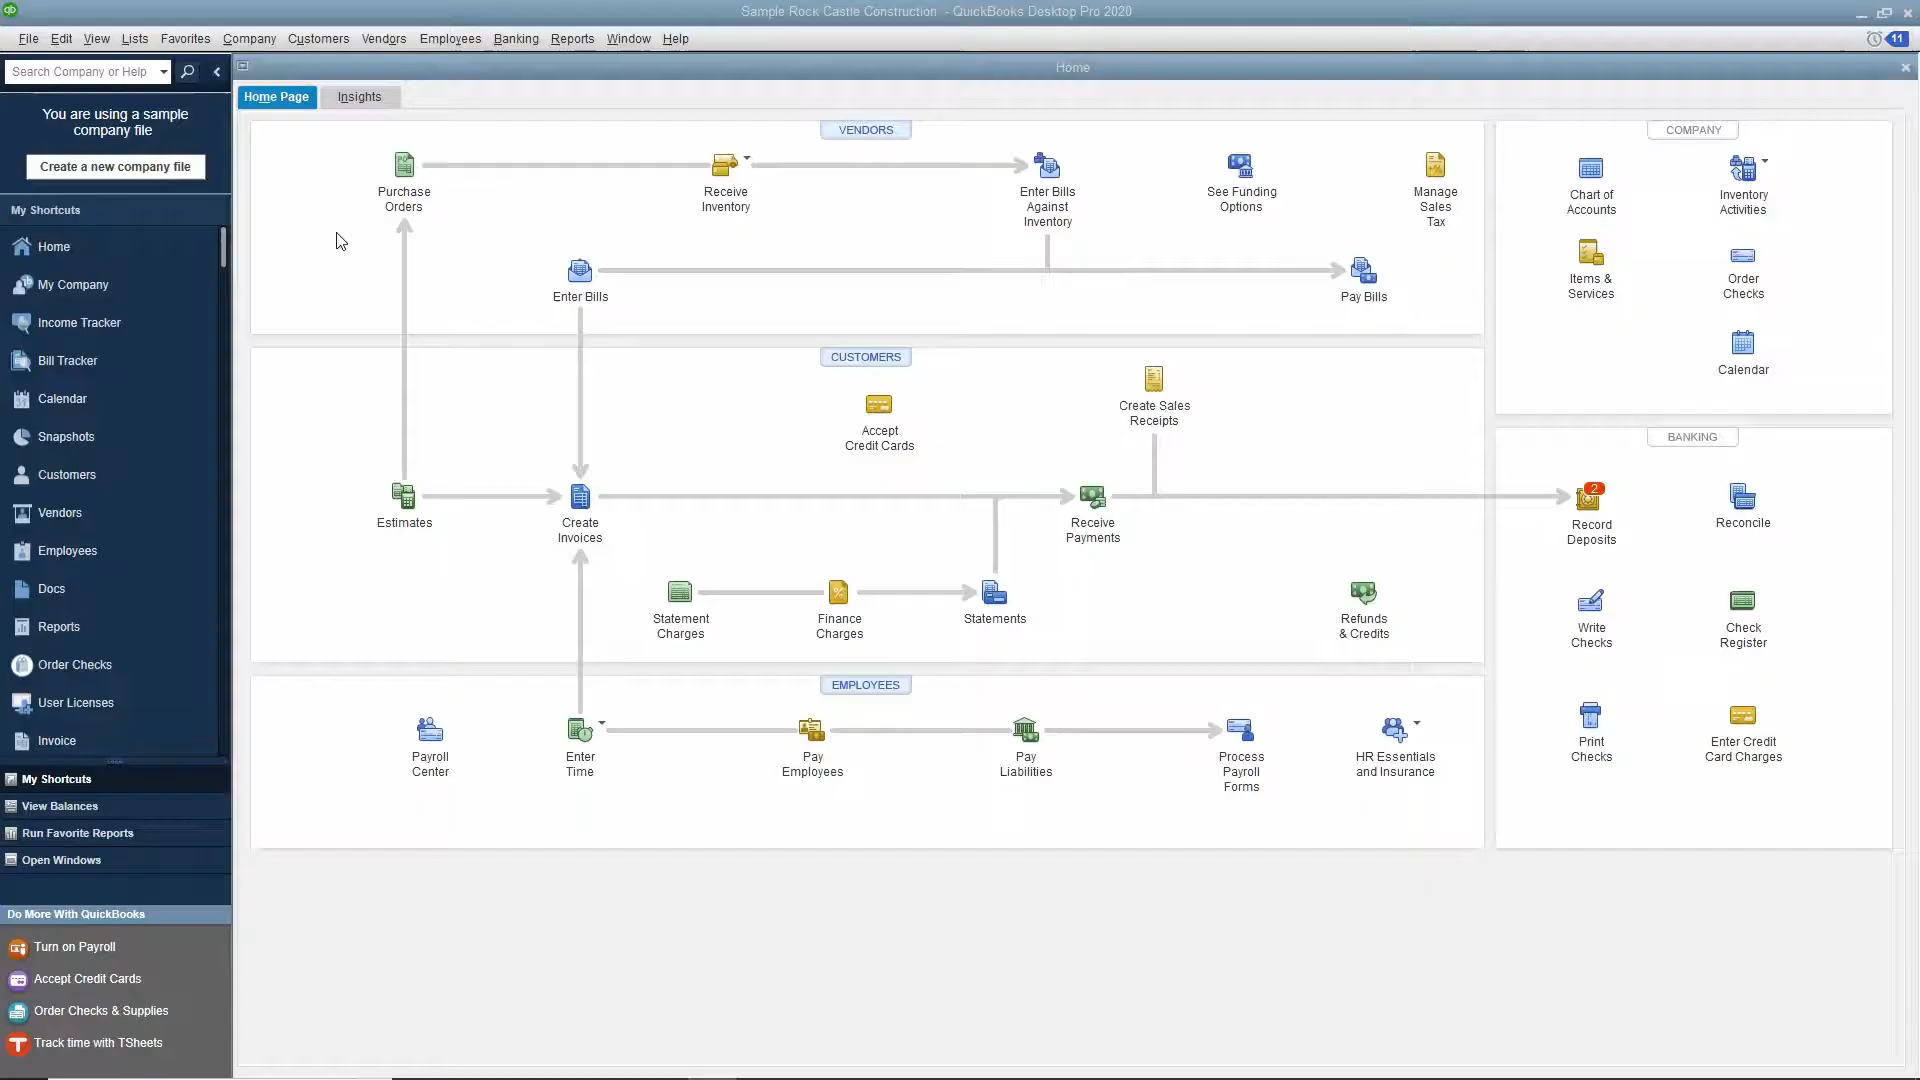 qb
Sample Rock Castle Construction - QuickBooks Desktop Pro 2020
File Edit View Lists Favorites Company Customers Vendors Employees Banking Reports Window Help
11
Search Company or Help
Home
You are using a sample
company file
Create a new company file
My Shortcuts
Home
My Company
Income Tracker
Bill Tracker
Calendar
Snapshots
Customers
Vendors
Employees
Docs
Reports
Order Checks
User Licenses
Invoice
My Shortcuts
View Balances
Run Favorite Reports
Open Windows
Do More With QuickBooks
Turn on Payroll
Accept Credit Cards
Order Checks & Supplies
Track time with TSheets
Home Page
Insights
VENDORS
Purchase
Orders
Receive
Inventory
Enter Bills
Against
Inventory
See Funding
Options
Manage
Sales
Tax
Enter Bills
Pay Bills
CUSTOMERS
Accept
Credit Cards
Create Sales
Receipts
Estimates
Create
Invoices
Receive
Payments
Statement
Charges
Finance
Charges
Statements
Refunds
& Credits
EMPLOYEES
Payroll
Center
Enter
Time
Pay
Employees
Pay
Liabilities
Process
Payroll
Forms
HR Essentials
and Insurance
COMPANY
Chart of
Accounts
Inventory
Activities
Items &
Services
Order
Checks
Calendar
BANKING
2
Record
Deposits
Reconcile
Write
Checks
Check
Register
Print
Checks
Enter Credit
Card Charges